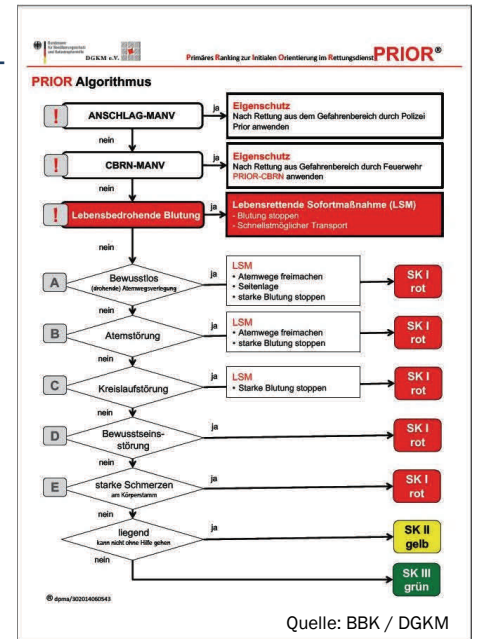 Bundesamt
für Bevölkerungsschutz
und Katastrophenhilfe
DGKM e.V.
Primäres Ranking zur Initialen Orientierung im Rettungsdienst PRIOR®
PRIOR Algorithmus
! ANSCHLAG-MANV
ja
Eigenschutz
Nach Rettung aus dem Gefahrenbereich durch Polizei
Prior anwenden
nein
! CBRN-MANV
ja
Eigenschutz
Nach Rettung aus Gefahrenbereich durch Feuerwehr
PRIOR-CBRN anwenden
nein
! Lebensbedrohende Blutung
ja
Lebensrettende Sofortmaßnahme (LSM)
- Blutung stoppen
- Schnellstmöglicher Transport
nein
A
Bewusstlos
(drohende) Atemwegsverlegung
ja
LSM
• Atemwege freimachen
• Seitenlage
• starke Blutung stoppen
SK I
rot
nein
B
Atemstörung
ja
LSM
• Atemwege freimachen
• starke Blutung stoppen
SK I
rot
nein
C
Kreislaufstörung
ja
LSM
• Starke Blutung stoppen
SK I
rot
nein
D
Bewusstseins-
störung
ja
SK I
rot
nein
E
starke Schmerzen
am Körperstamm
ja
SK I
rot
nein
liegend
kann nicht ohne Hilfe gehen
ja
SK II
gelb
nein
SK III
grün
® dpma/302014060543
Quelle: BBK / DGKM